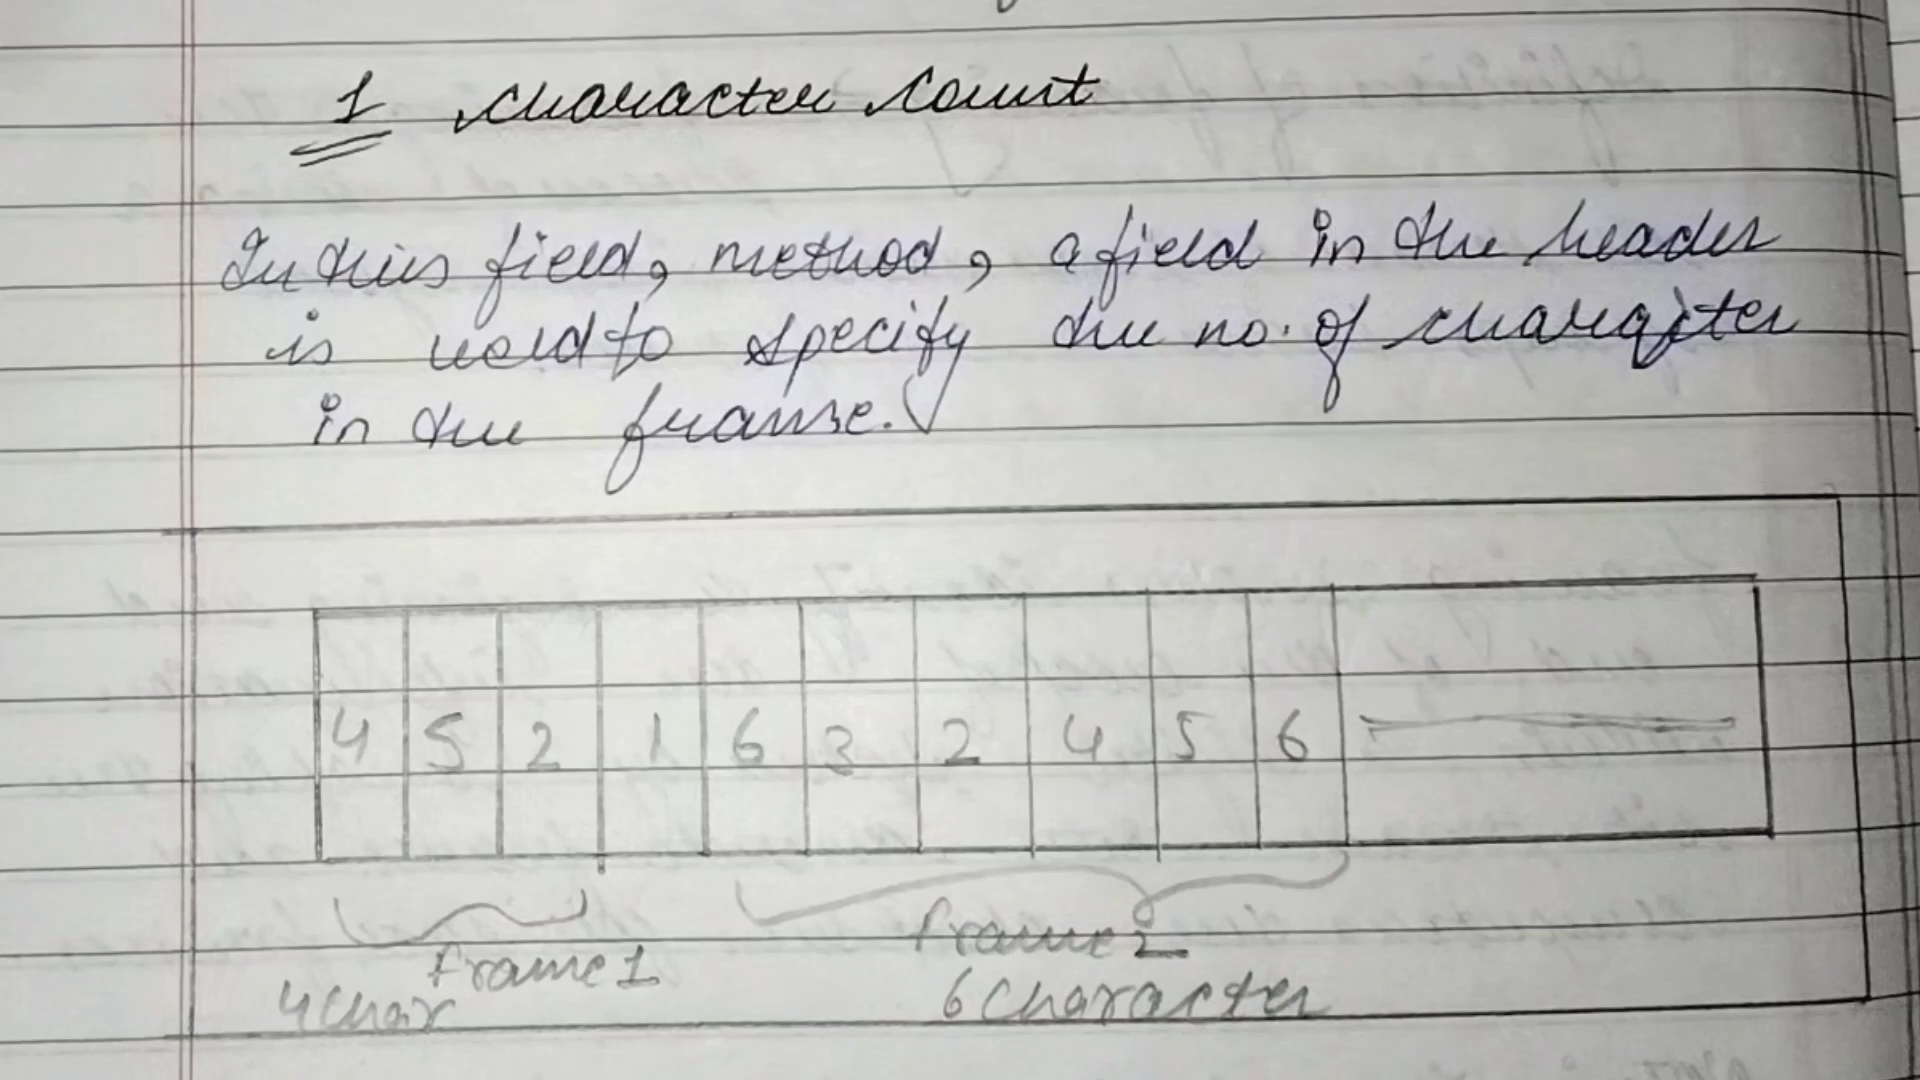 1 character count
In this field, method, a field in the header
is used to specify the no. of character
in the frame.
4 5 2 1 6 3 2 4 5 6
Frame 1 Frame 2
4 Char 6 Character